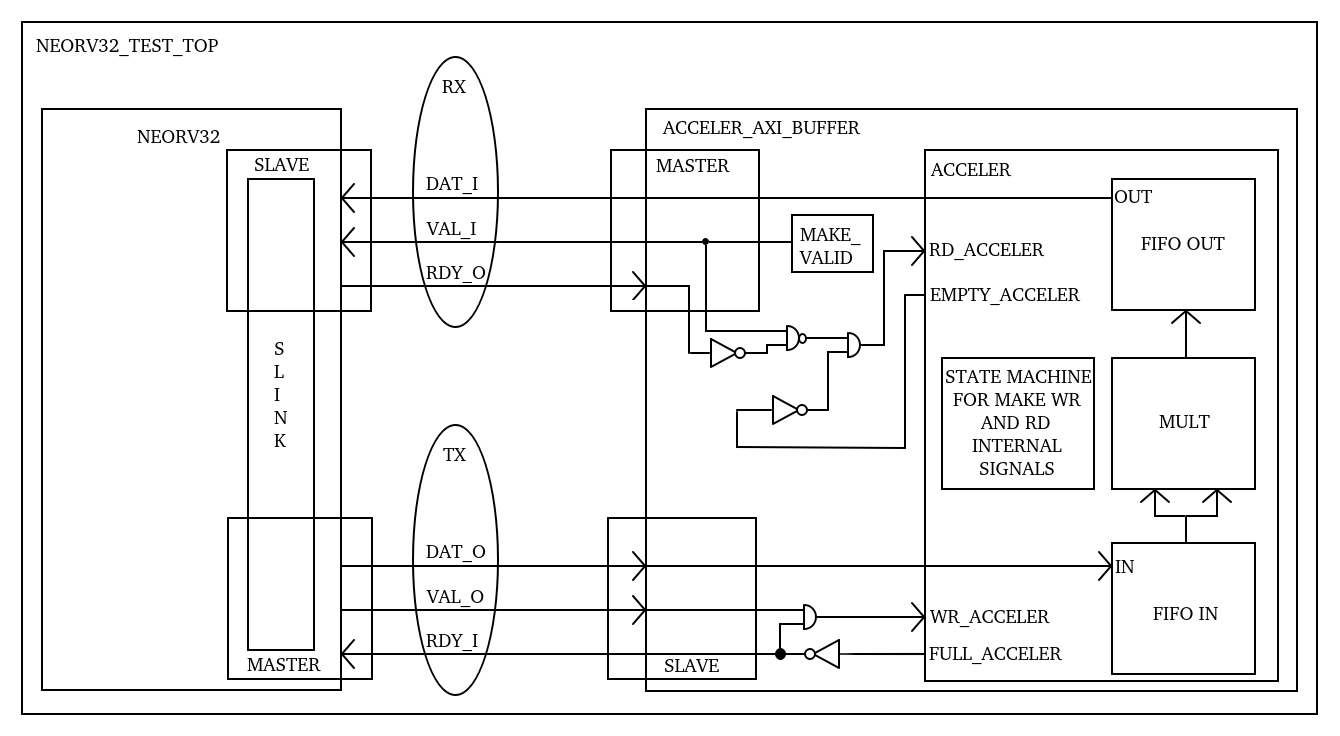 NEORV32_TEST_TOP
RX
NEORV32
ACCELER_AXI_BUFFER
SLAVE
MASTER
ACCELER
DAT_I
OUT
VAL_I
MAKE_
VALID
FIFO OUT
RD_ACCELER
RDY_O
EMPTY_ACCELER
S
L
I
N
K
STATE MACHINE
FOR MAKE WR
AND RD
INTERNAL
SIGNALS
MULT
TX
DAT_O
IN
VAL_O
WR_ACCELER
FIFO IN
RDY_I
FULL_ACCELER
MASTER
SLAVE